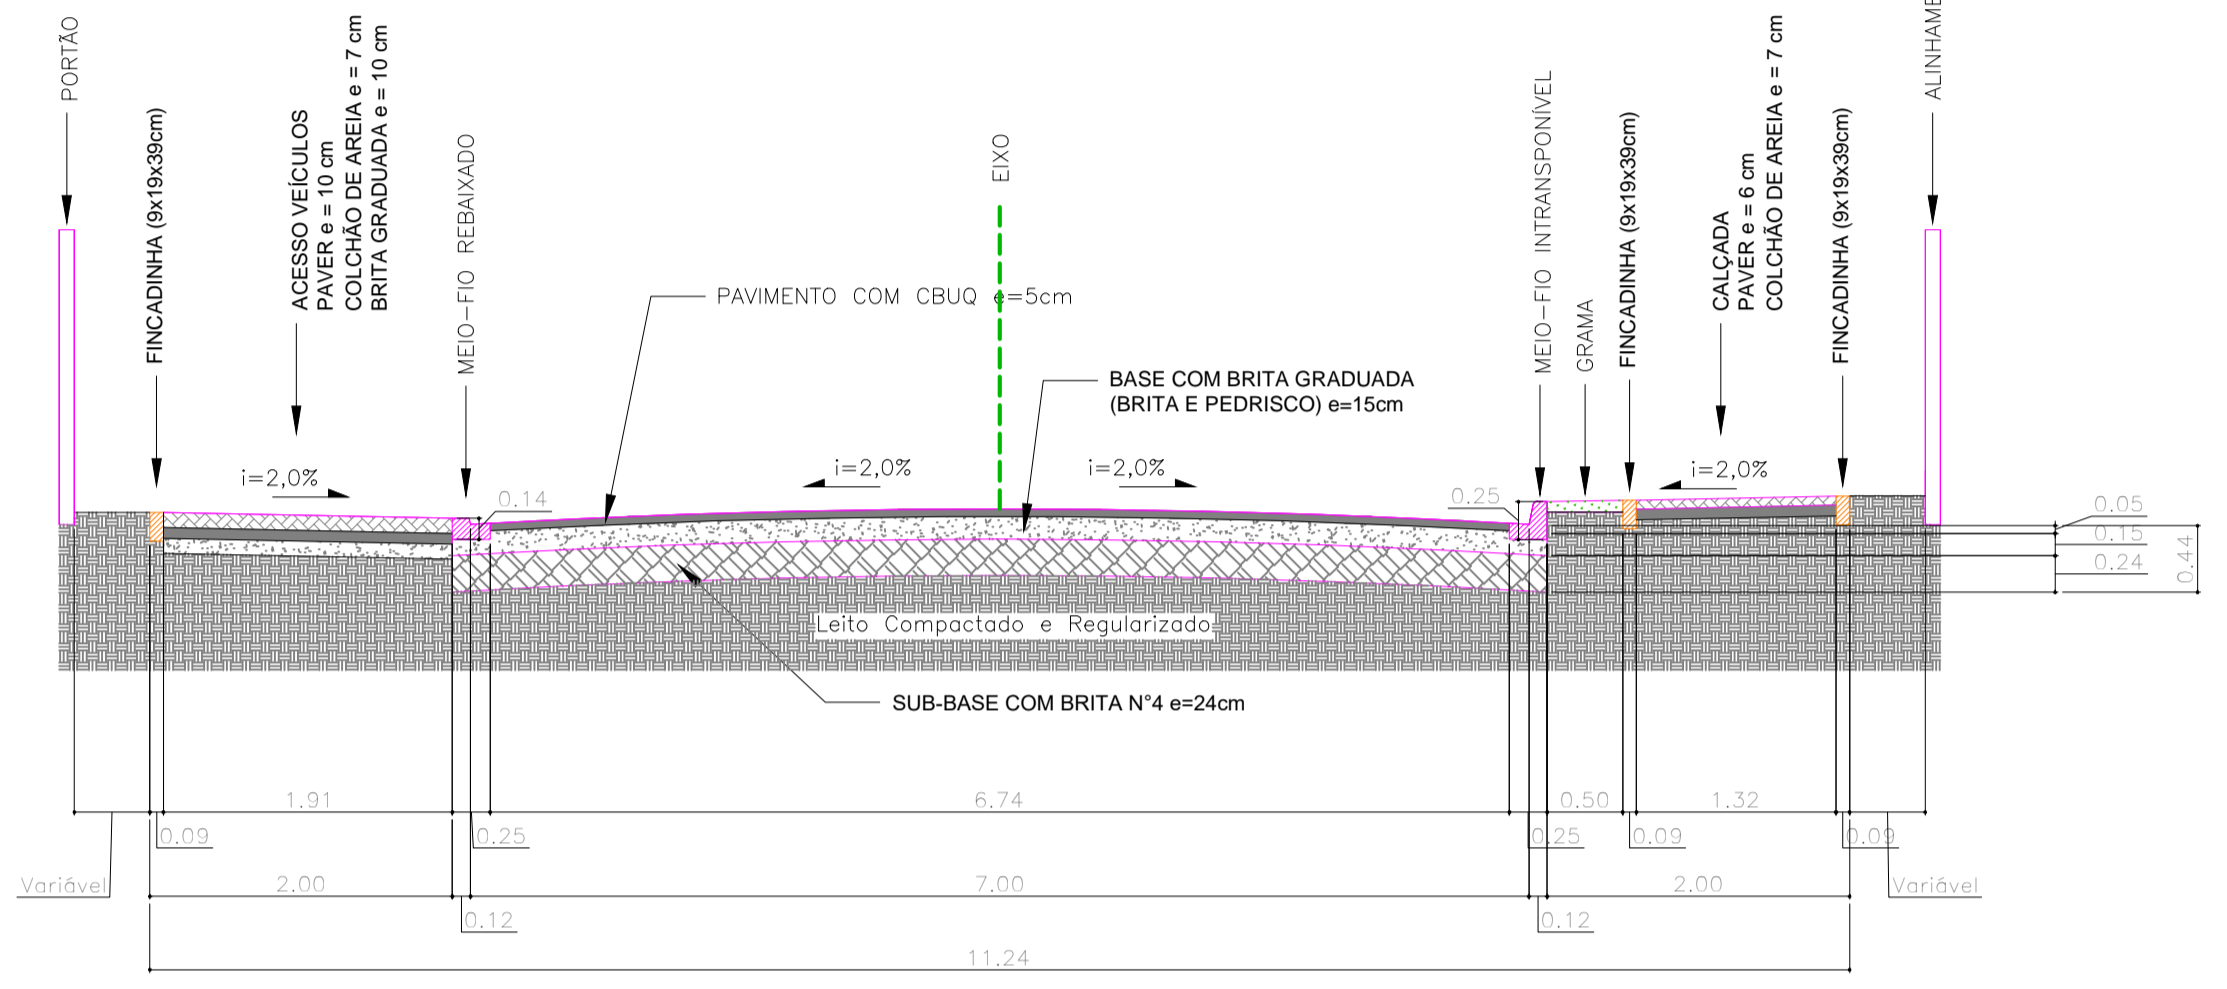 PORTÃO
FINCADINHA (9x19x39cm)
ACESSO VEÍCULOS
PAVER e = 10 cm
COLCHÃO DE AREIA e = 7 cm
BRITA GRADUADA e = 10 cm
MEIO-FIO REBAIXADO
EIXO
PAVIMENTO COM CBUQ e=5cm
BASE COM BRITA GRADUADA
(BRITA E PEDRISCO) e=15cm
MEIO-FIO INTRANSPONÍVEL
GRAMA
FINCADINHA (9x19x39cm)
CALÇADA
PAVER e = 6 cm
COLCHÃO DE AREIA e = 7 cm
FINCADINHA (9x19x39cm)
i=2,0%
i=2,0%
i=2,0%
i=2,0%
0.14
0.25
0.05
0.15
0.24
0.44
Leito Compactado e Regularizado
SUB-BASE COM BRITA N°4 e=24cm
1.91
6.74
0.50
1.32
0.09
0.25
0.25
0.09
0.09
Variável
2.00
7.00
2.00
Variável
0.12
0.12
11.24